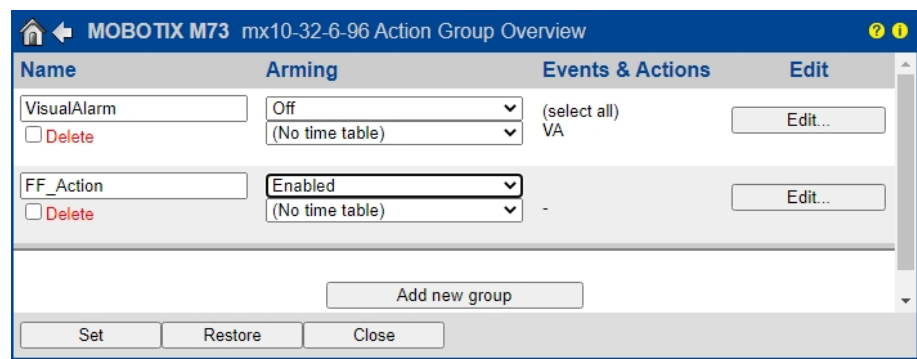 MOBOTIX M73 mx10-32-6-96 Action Group Overview ? i
Name Arming Events & Actions Edit
VisualAlarm Off (select all) Edit...
Delete (No time table) VA
FF_Action Enabled Edit...
Delete (No time table) -
Add new group
Set Restore Close